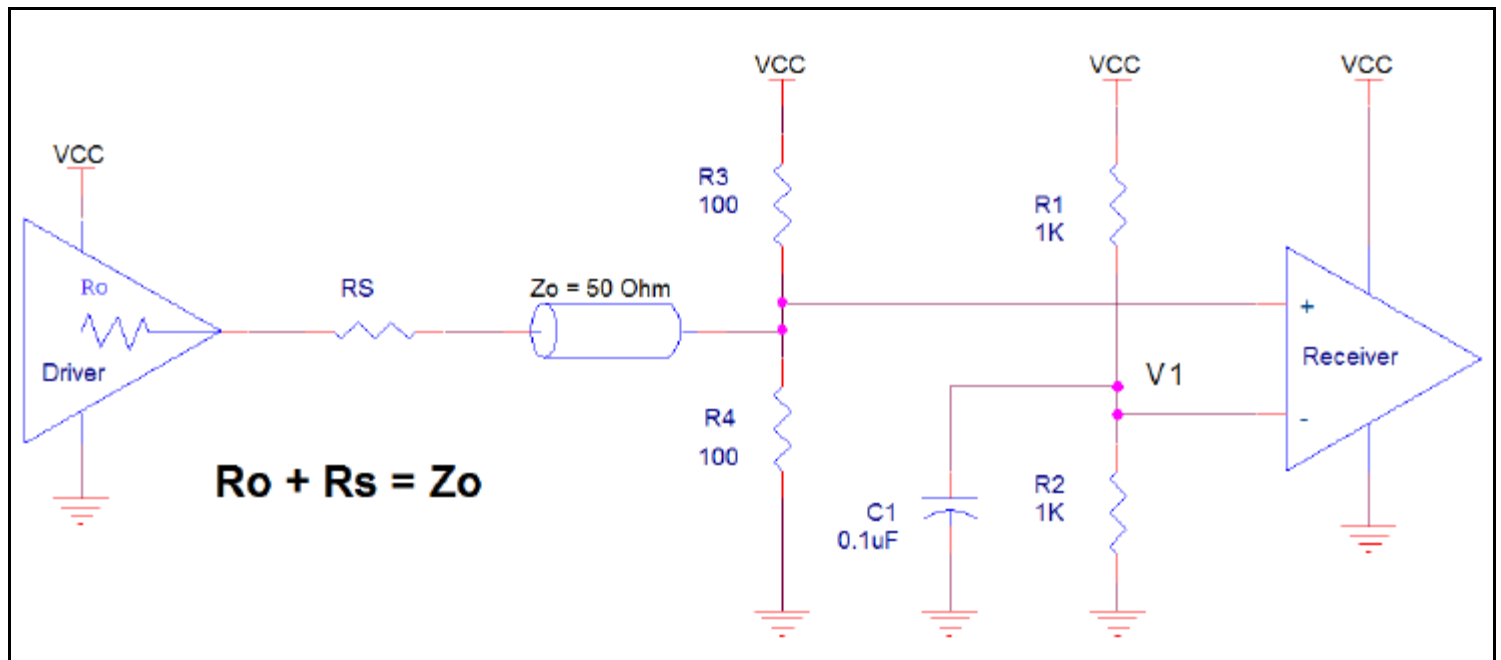 VCC
VCC
VCC
VCC
Ro
Driver
RS
Zo = 50 Ohm
R3
100
R4
100
R1
1K
V1
R2
1K
C1
0.1uF
+
Receiver
-
Ro + Rs = Zo